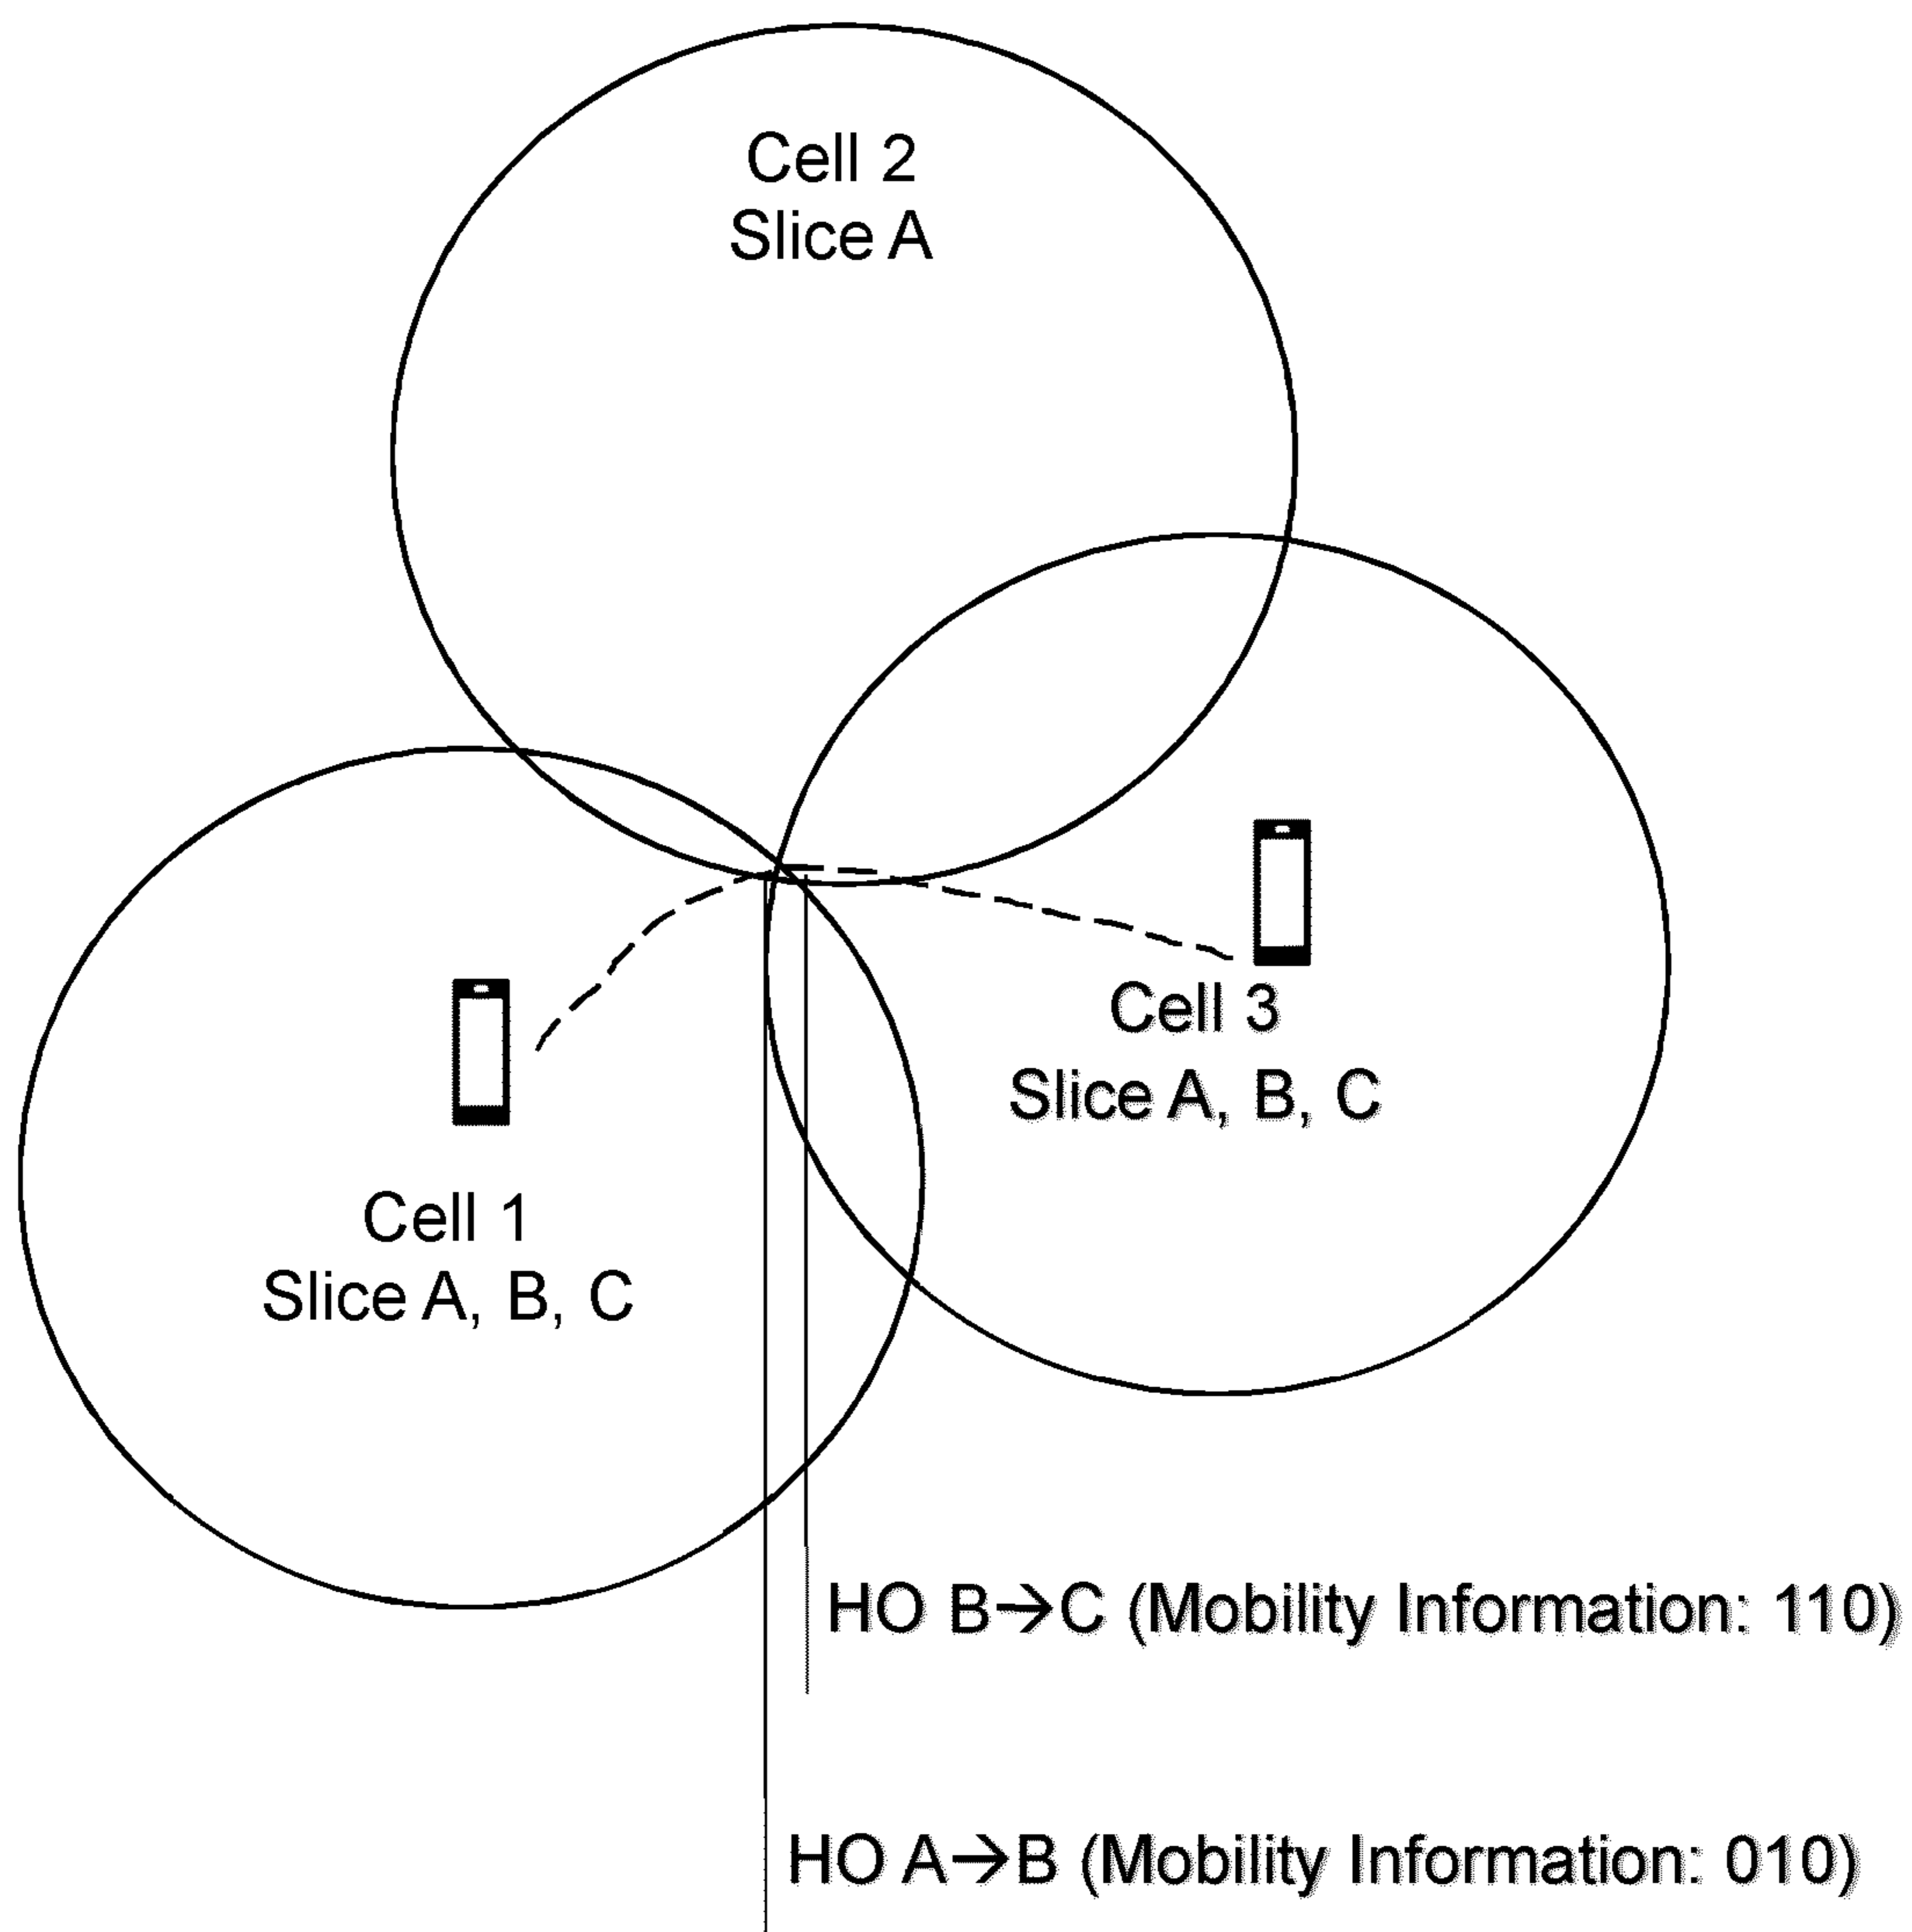 Cell 2
Slice A
Cell 3
Slice A, B, C
Cell 1
Slice A, B, C
HO B→C (Mobility Information: 110)
HO A→B (Mobility Information: 010)